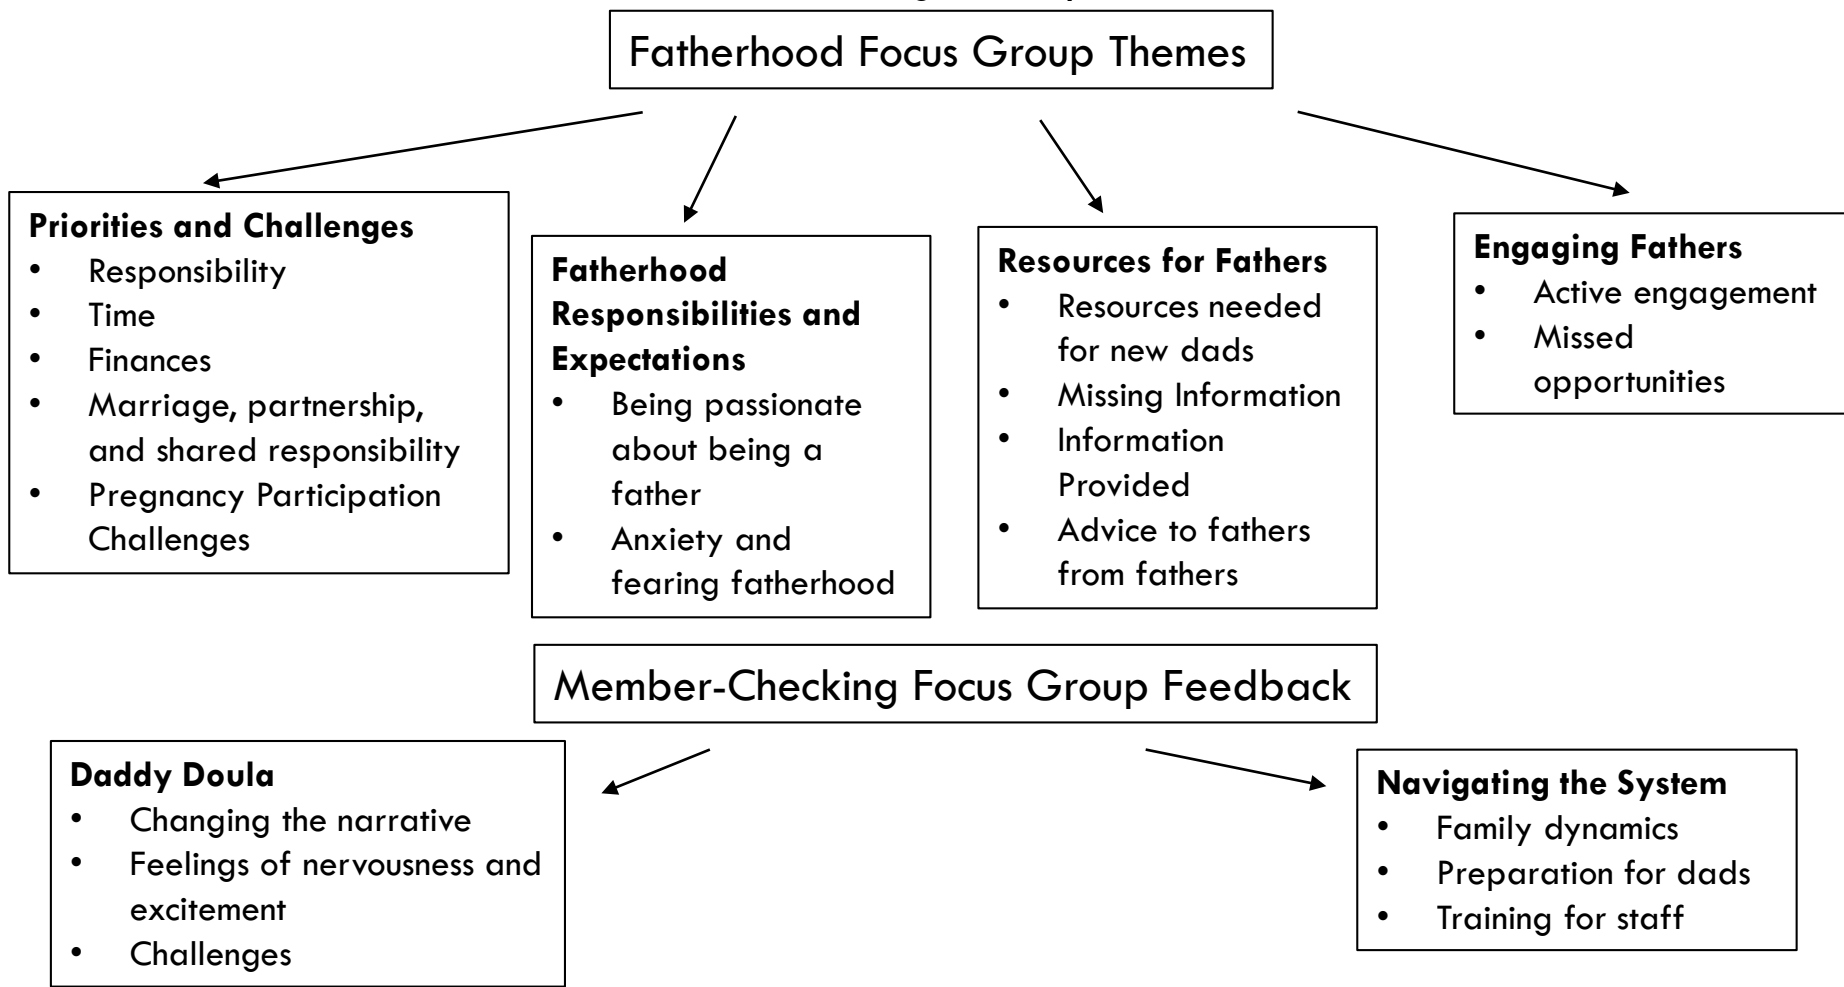 Fatherhood Focus Group Themes
Priorities and Challenges
• Responsibility
• Time
• Finances
• Marriage, partnership,
and shared responsibility
• Pregnancy Participation
Challenges
Fatherhood
Responsibilities and
Expectations
• Being passionate
about being a
father
• Anxiety and
fearing fatherhood
Resources for Fathers
• Resources needed
for new dads
• Missing Information
• Information
Provided
• Advice to fathers
from fathers
Engaging Fathers
• Active engagement
• Missed
opportunities
Member-Checking Focus Group Feedback
Daddy Doula
• Changing the narrative
• Feelings of nervousness and
excitement
• Challenges
Navigating the System
• Family dynamics
• Preparation for dads
• Training for staff